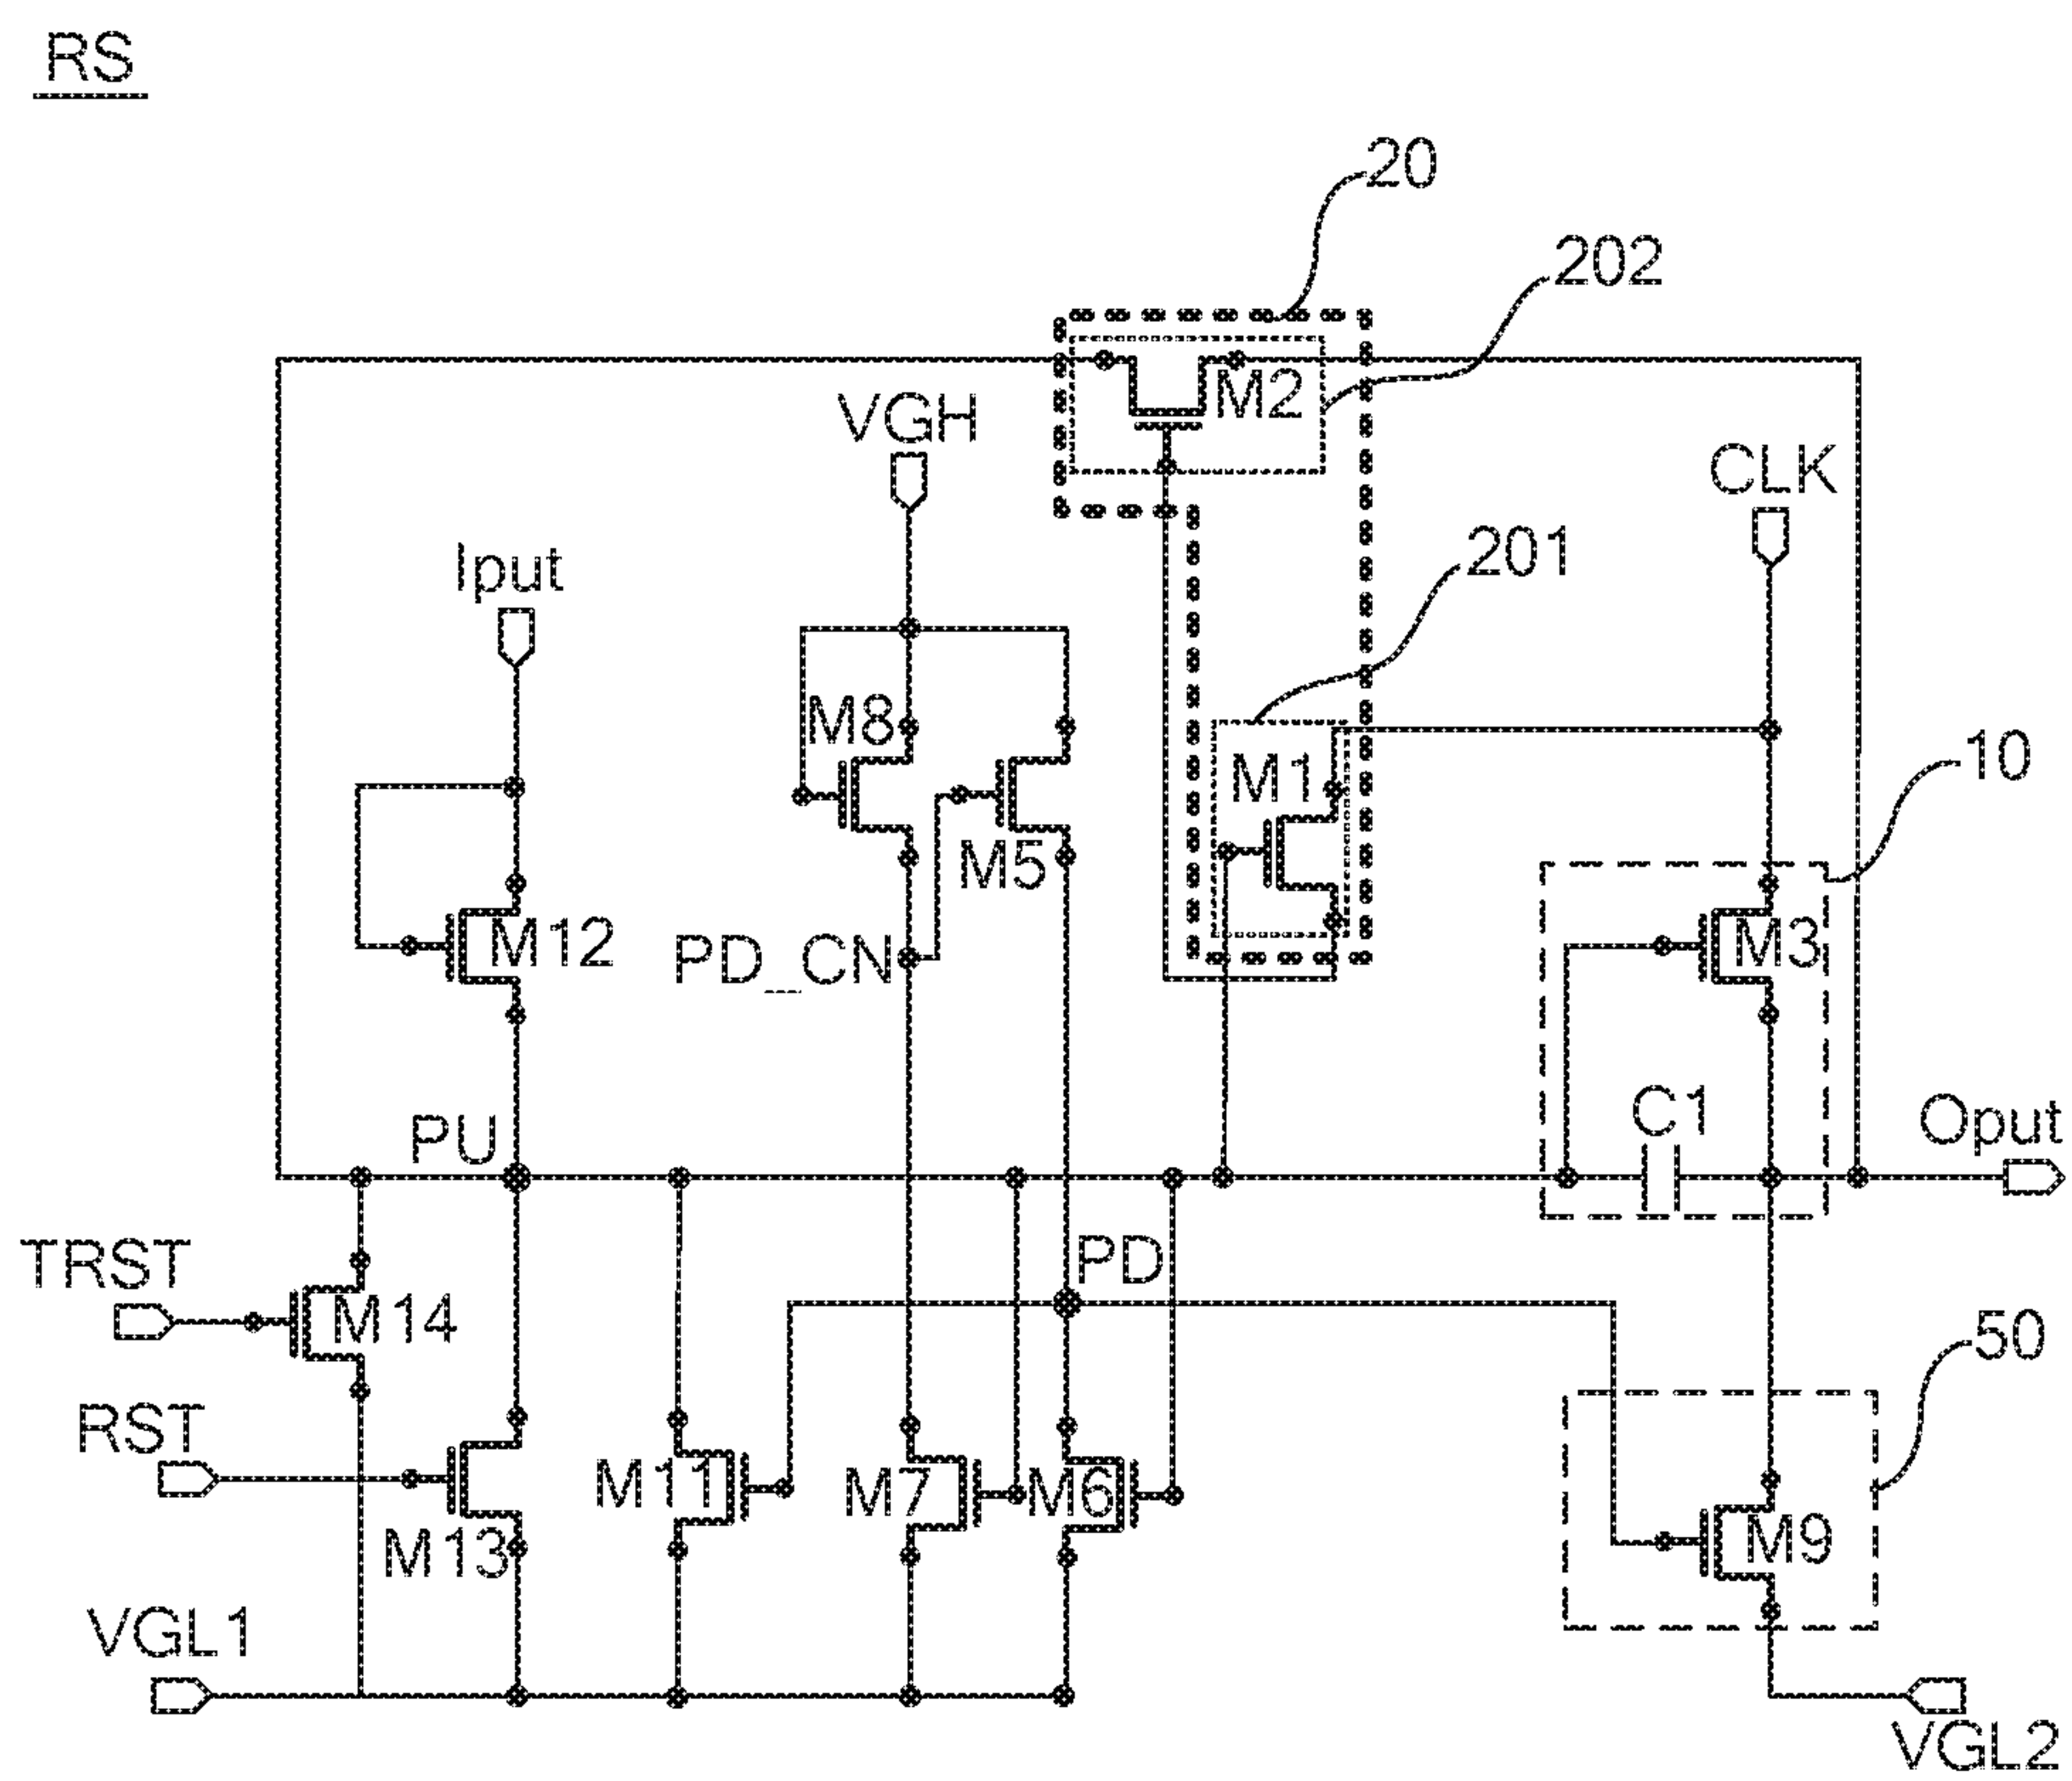 RS
20
202
VGH
M2
CLK
201
Iput
M8
M1
10
M5
M12
PD_CN
M3
C1
Oput
PU
PD
TRST
M14
50
RST
M11
M7
M6
M9
M13
VGL1
VGL2